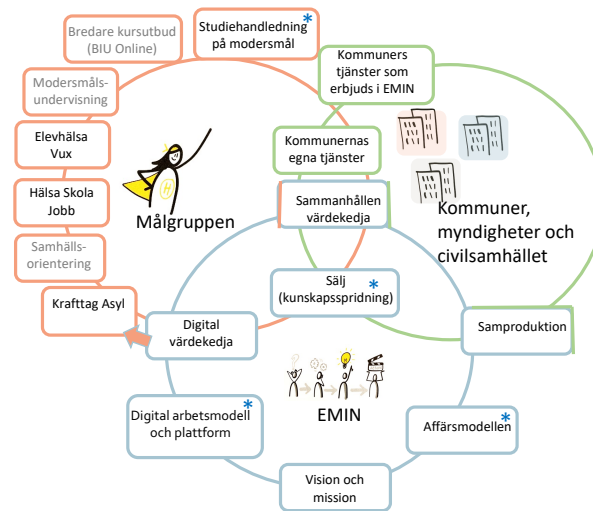 Bredare kursutbud
(BIU Online)
Studiehandledning *
på modersmål
Kommuners
tjänster som
erbjuds i EMIN
Modersmåls-
undervisning
Elevhälsa
Vux
Kommunernas
egna tjänster
Hälsa Skola
Jobb
H
Målgruppen
Sammanhållen
värdekedja
Kommuner,
myndigheter och
civilsamhället
Samhälls-
orientering
Sälj *
(kunskapsspridning)
Krafttag Asyl
Digital
värdekedja
Samproduktion
EMIN
Digital arbetsmodell *
och plattform
Affärsmodellen *
Vision och
mission